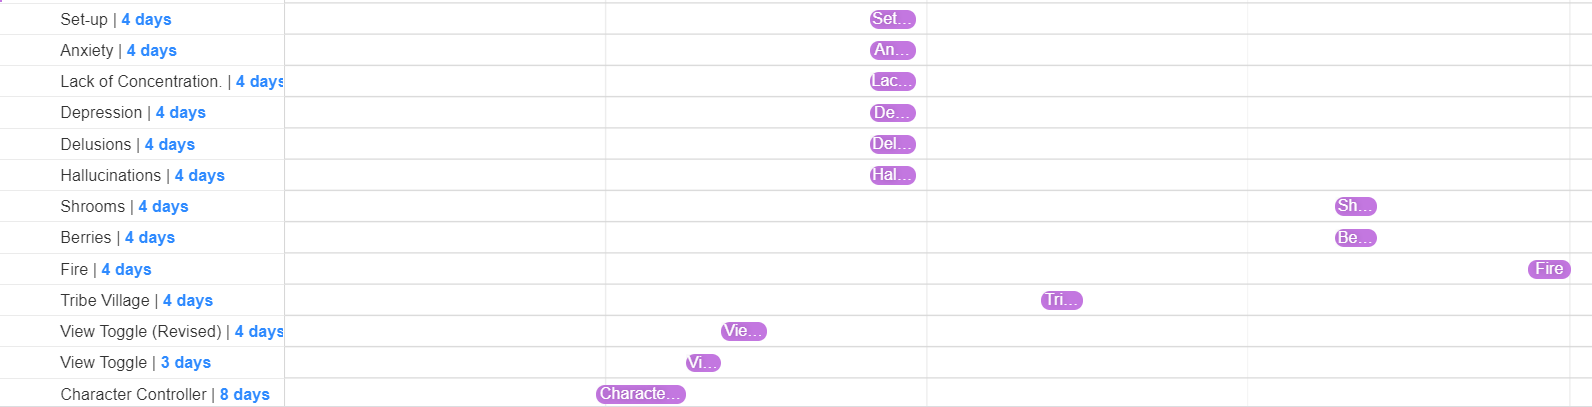 Set-up | 4 days Set...
Anxiety | 4 days An...
Lack of Concentration. | 4 days Lac...
Depression | 4 days De...
Delusions | 4 days Del...
Hallucinations | 4 days Hal...
Shrooms | 4 days Sh...
Berries | 4 days Be...
Fire | 4 days Fire
Tribe Village | 4 days Tri...
View Toggle (Revised) | 4 days Vie...
View Toggle | 3 days Vi...
Character Controller | 8 days Characte...